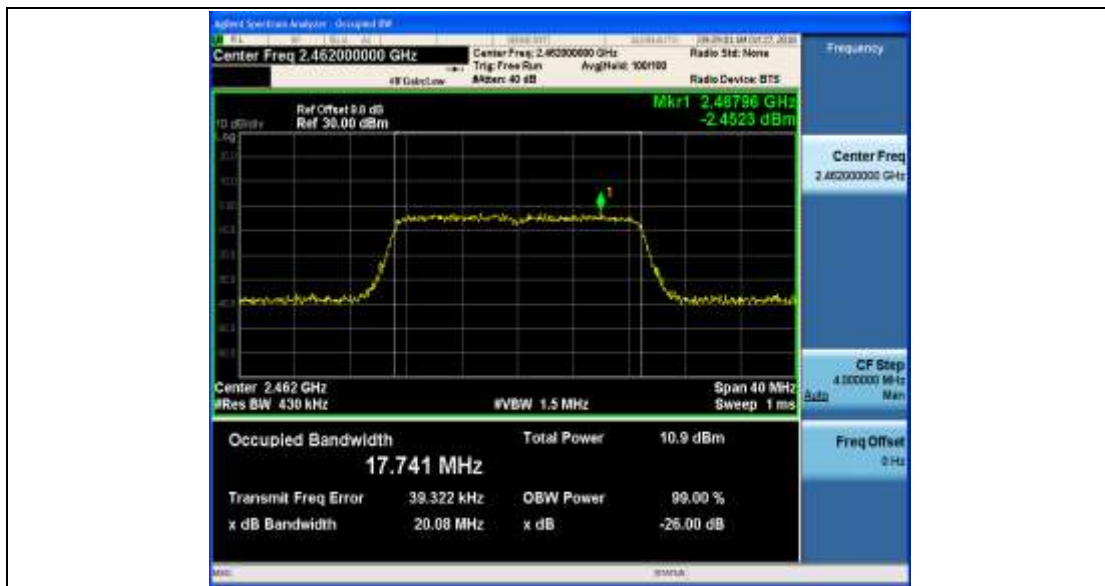 Agilent Spectrum Analyzer - Occupied BW
Center Freq 2.462000000 GHz
Center Freq: 2.462000000 GHz
Radio Std: None
Trig: Free Run
Avg|Hold: 100/100
#IFGain:Low
#Atten: 40 dB
Radio Device: BTS
Frequency
Mkr1 2.46796 GHz
-2.4523 dBm
Ref Offset 9.8 dB
10 dB/div
Ref 30.00 dBm
Log
1
Center Freq
2.462000000 GHz
Center 2.462 GHz
Span 40 MHz
#Res BW 430 kHz
#VBW 1.5 MHz
Sweep 1 ms
CF Step
4.000000 MHz
Auto
Man
Occupied Bandwidth
Total Power
10.9 dBm
17.741 MHz
Freq Offset
0 Hz
Transmit Freq Error
39.322 kHz
OBW Power
99.00 %
x dB Bandwidth
20.08 MHz
x dB
-26.00 dB
MSG
STATUS